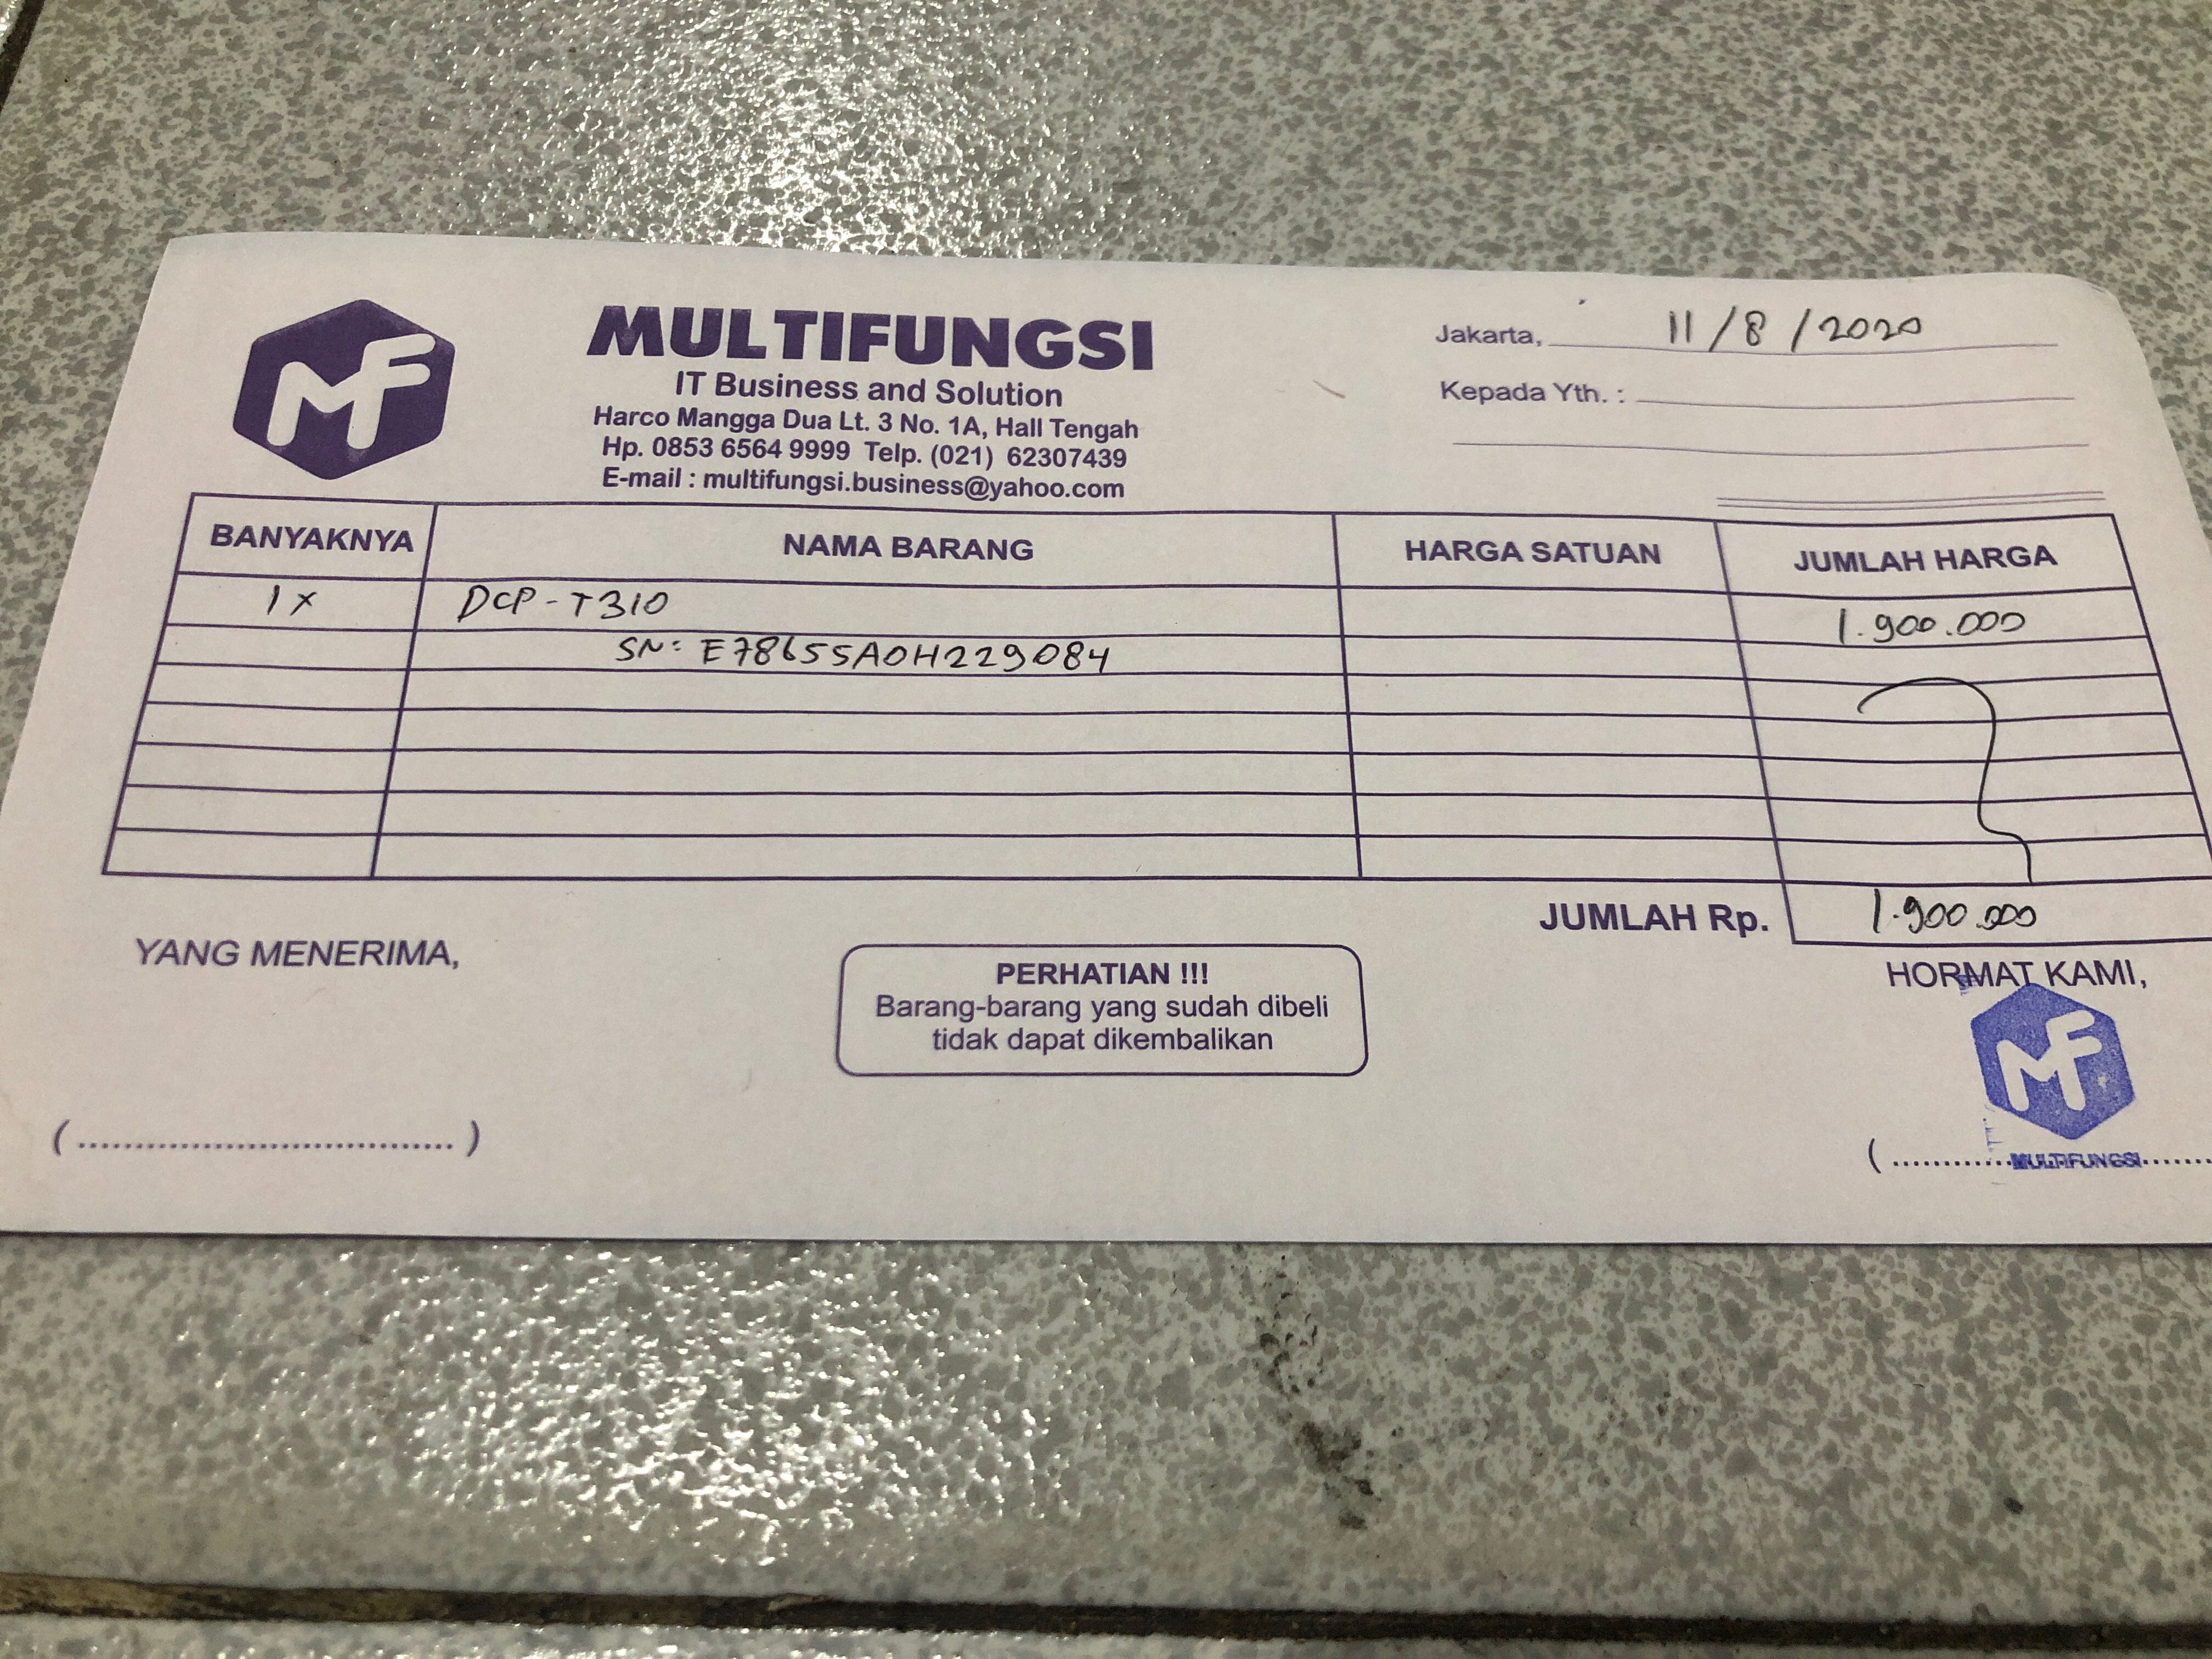 MF
MULTIFUNGSI
IT Business and Solution
Harco Mangga Dua Lt. 3 No. 1A, Hall Tengah
Hp. 0853 6564 9999 Telp. (021) 62307439
E-mail : multifungsi.business@yahoo.com
Jakarta, 11/8/2020
Kepada Yth. :
BANYAKNYA NAMA BARANG HARGA SATUAN JUMLAH HARGA
1x DCP-T310 1.900.000
SN: E78655A0H229084
JUMLAH Rp. 1.900.000
YANG MENERIMA,
PERHATIAN !!!
Barang-barang yang sudah dibeli
tidak dapat dikembalikan
HORMAT KAMI,
MF
MULTIFUNGSI